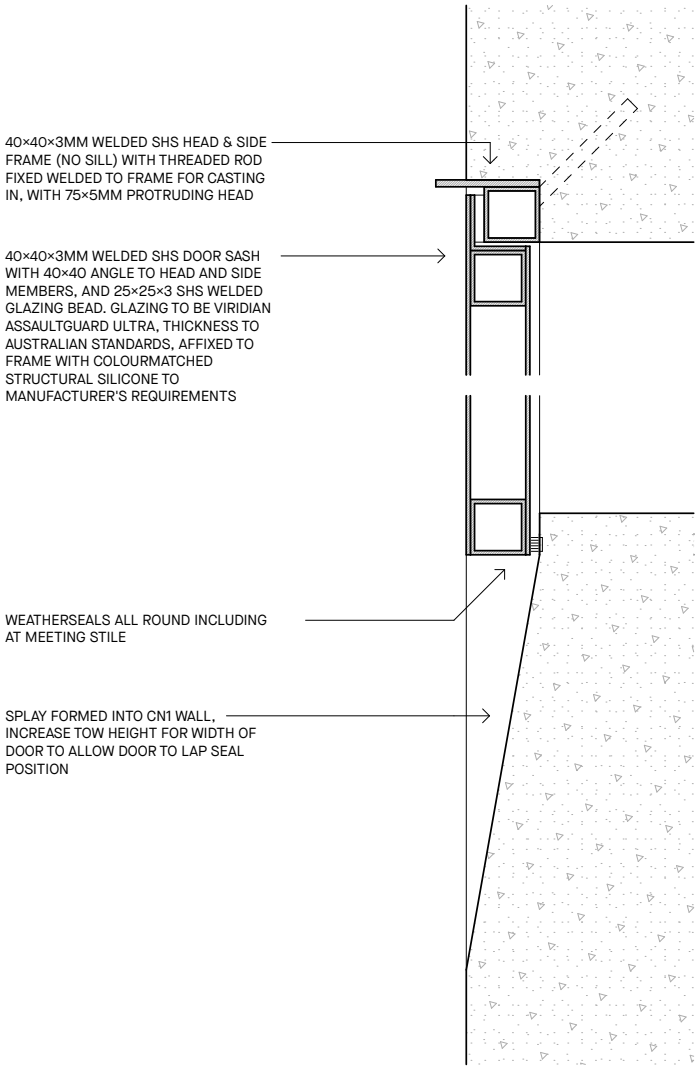 40×40×3MM WELDED SHS HEAD & SIDE
FRAME (NO SILL) WITH THREADED ROD
FIXED WELDED TO FRAME FOR CASTING
IN, WITH 75×5MM PROTRUDING HEAD
40×40×3MM WELDED SHS DOOR SASH
WITH 40×40 ANGLE TO HEAD AND SIDE
MEMBERS, AND 25×25×3 SHS WELDED
GLAZING BEAD. GLAZING TO BE VIRIDIAN
ASSAULTGUARD ULTRA, THICKNESS TO
AUSTRALIAN STANDARDS, AFFIXED TO
FRAME WITH COLOURMATCHED
STRUCTURAL SILICONE TO
MANUFACTURER'S REQUIREMENTS
WEATHERSEALS ALL ROUND INCLUDING
AT MEETING STILE
SPLAY FORMED INTO CN1 WALL,
INCREASE TOW HEIGHT FOR WIDTH OF
DOOR TO ALLOW DOOR TO LAP SEAL
POSITION